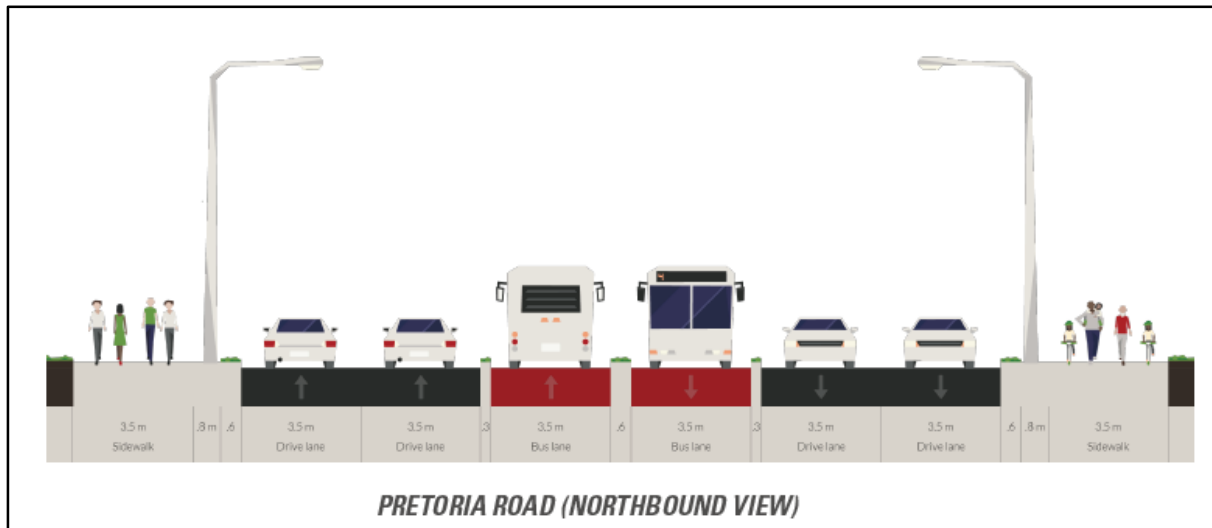 3.5 m .8 m .6 3.5 m 3.5 m .3 3.5 m .6 3.5 m .3 3.5 m 3.5 m .6 .8 m 3.5 m
Sidewalk Drive lane Drive lane Bus lane Bus lane Drive lane Drive lane Sidewalk
PRETORIA ROAD (NORTHBOUND VIEW)